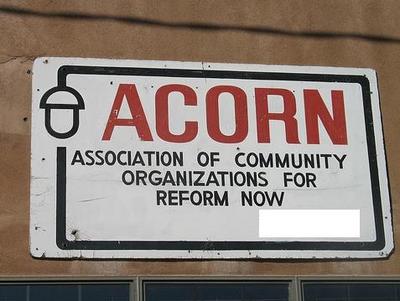 ACORN
ASSOCIATION OF COMMUNITY
ORGANIZATIONS FOR
REFORM NOW